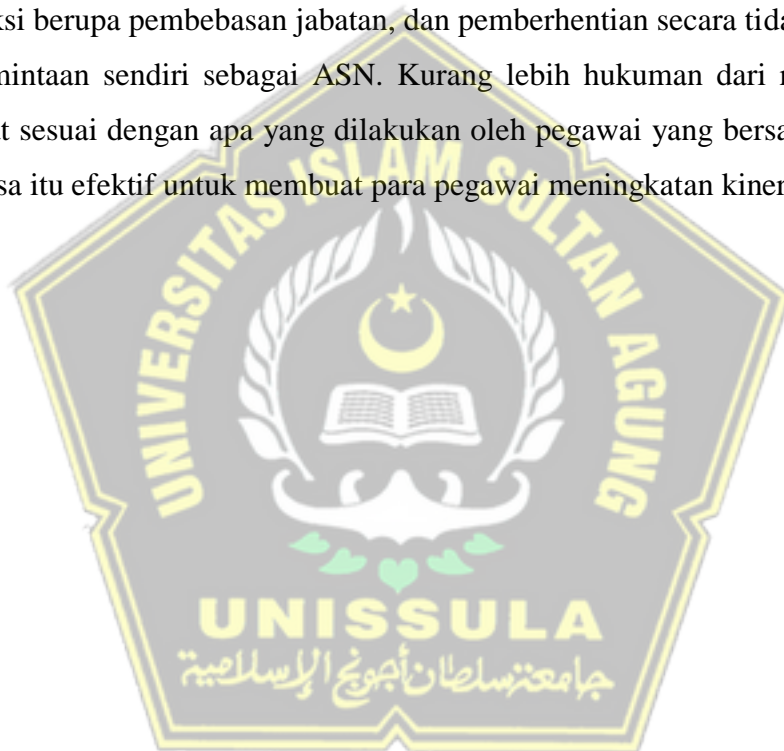 ksi berupa pembebasan jabatan, dan pemberhentian secara tida
mintaan sendiri sebagai ASN. Kurang lebih hukuman dari r
t sesuai dengan apa yang dilakukan oleh pegawai yang bersa
sa itu efektif untuk membuat para pegawai meningkatan kiner
UNIVERSITAS ISLAM SULTAN AGUNG
UNISSULA
جامعة سلطان أجونج الإسلامية